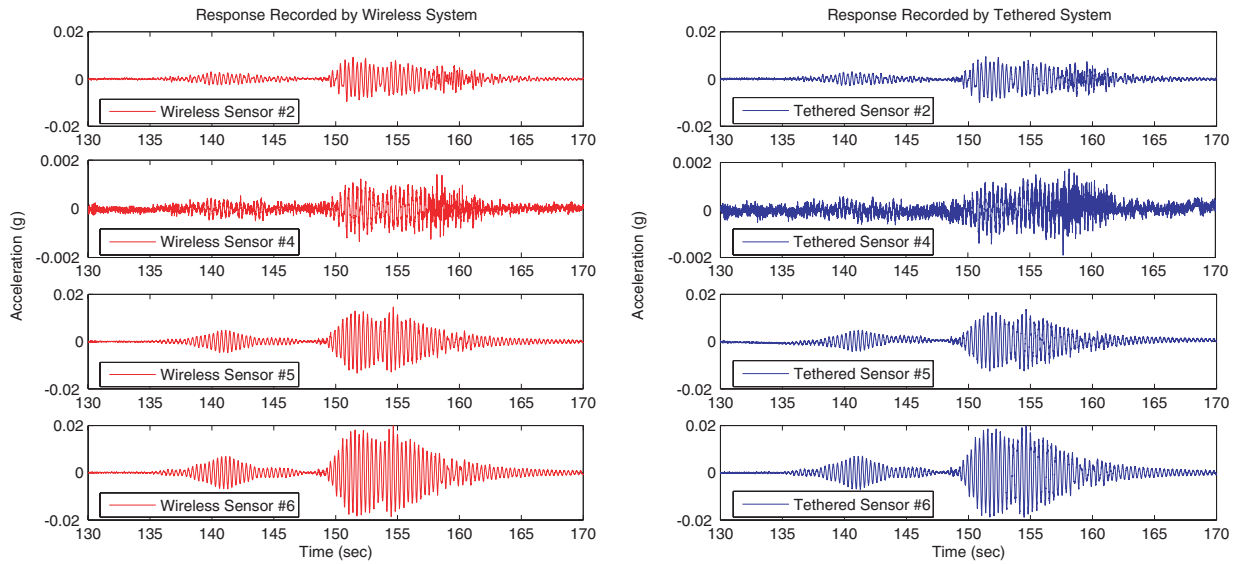 Response Recorded by Wireless System
0.02
0
-0.02
Wireless Sensor #2
130 135 140 145 150 155 160 165 170
0.002
0
-0.002
Wireless Sensor #4
130 135 140 145 150 155 160 165 170
Acceleration (g)
0.02
0
-0.02
Wireless Sensor #5
130 135 140 145 150 155 160 165 170
0.02
0
-0.02
Wireless Sensor #6
130 135 140 145 150 155 160 165 170
Time (sec)
Response Recorded by Tethered System
0.02
0
-0.02
Tethered Sensor #2
130 135 140 145 150 155 160 165 170
0.002
0
-0.002
Tethered Sensor #4
130 135 140 145 150 155 160 165 170
Acceleration (g)
0.02
0
-0.02
Tethered Sensor #5
130 135 140 145 150 155 160 165 170
0.02
0
-0.02
Tethered Sensor #6
130 135 140 145 150 155 160 165 170
Time (sec)